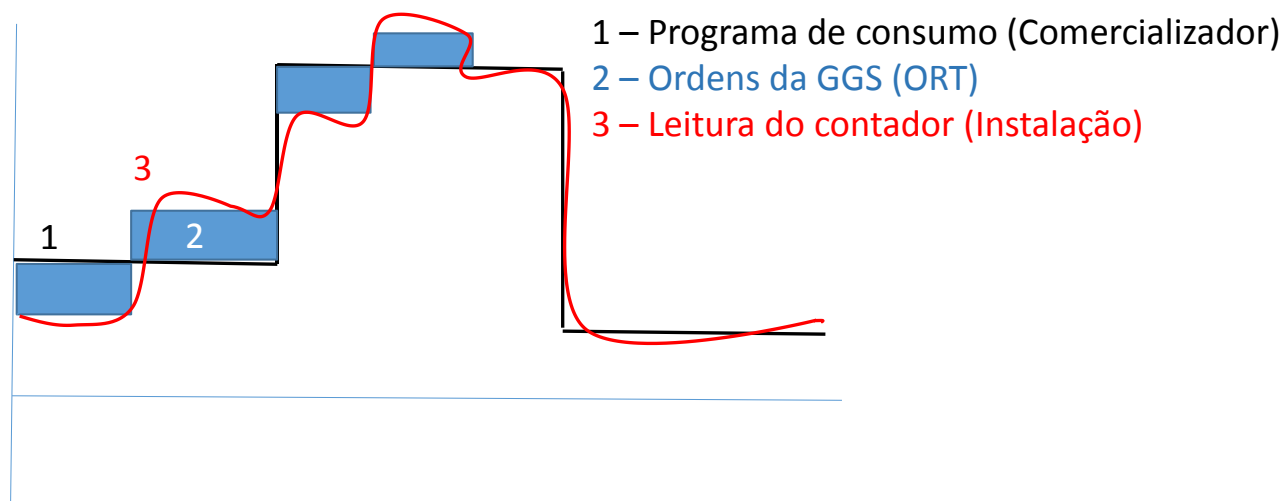 1 – Programa de consumo (Comercializador)
2 – Ordens da GGS (ORT)
3 – Leitura do contador (Instalação)
3
1
2